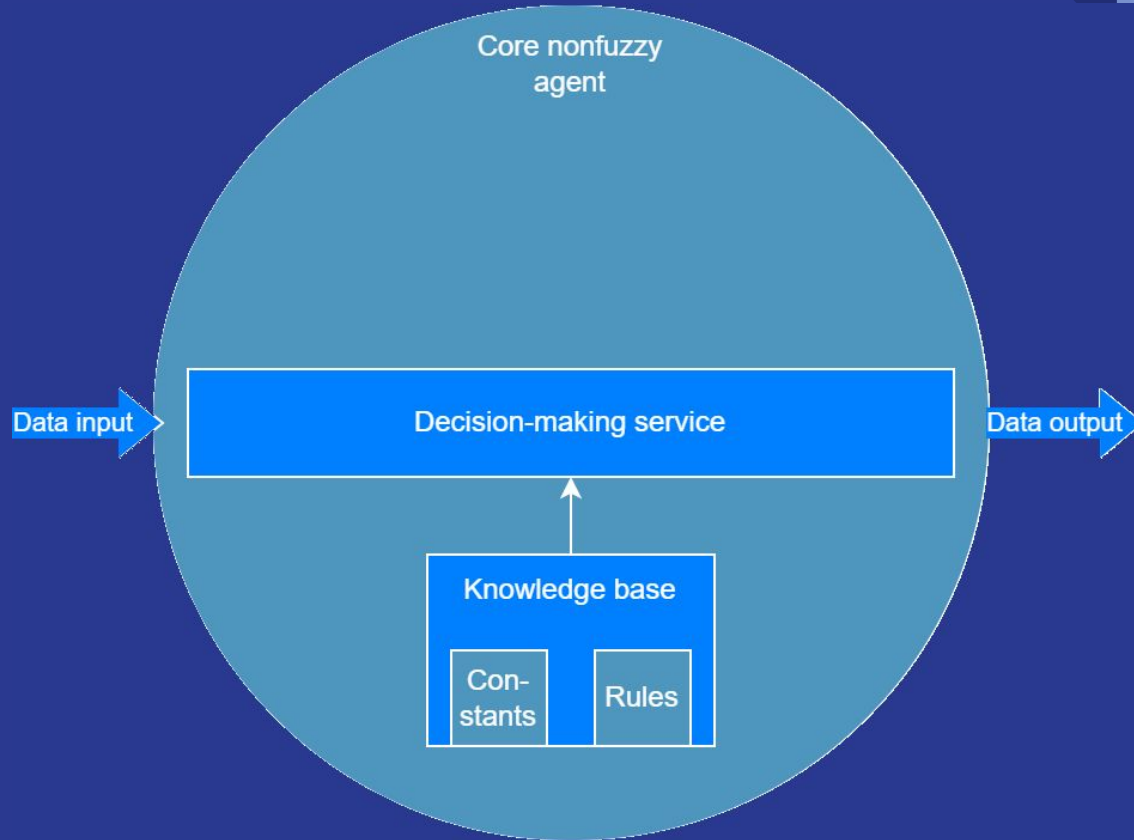 Core nonfuzzy
agent
Data input
Decision-making service
Data output
Knowledge base
Con-
stants
Rules